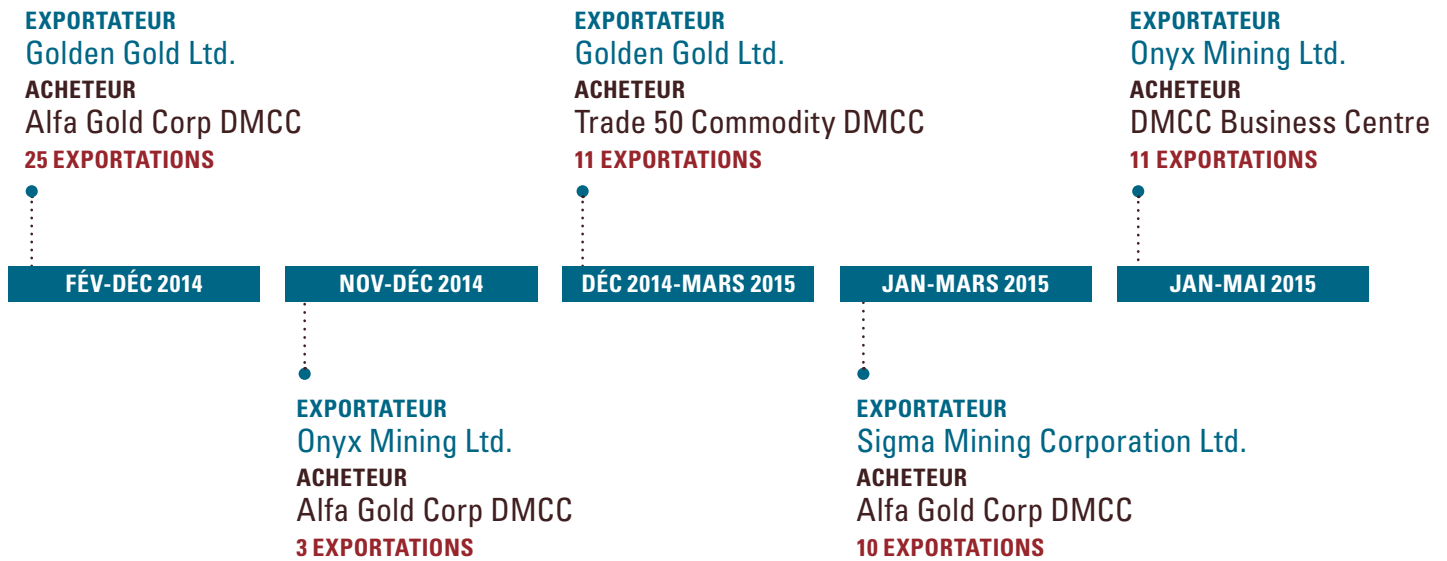 EXPORTATEUR
Golden Gold Ltd.
ACHETEUR
Alfa Gold Corp DMCC
25 EXPORTATIONS
EXPORTATEUR
Golden Gold Ltd.
ACHETEUR
Trade 50 Commodity DMCC
11 EXPORTATIONS
EXPORTATEUR
Onyx Mining Ltd.
ACHETEUR
DMCC Business Centre
11 EXPORTATIONS
FÉV-DÉC 2014
NOV-DÉC 2014
DÉC 2014-MARS 2015
JAN-MARS 2015
JAN-MAI 2015
EXPORTATEUR
Onyx Mining Ltd.
ACHETEUR
Alfa Gold Corp DMCC
3 EXPORTATIONS
EXPORTATEUR
Sigma Mining Corporation Ltd.
ACHETEUR
Alfa Gold Corp DMCC
10 EXPORTATIONS